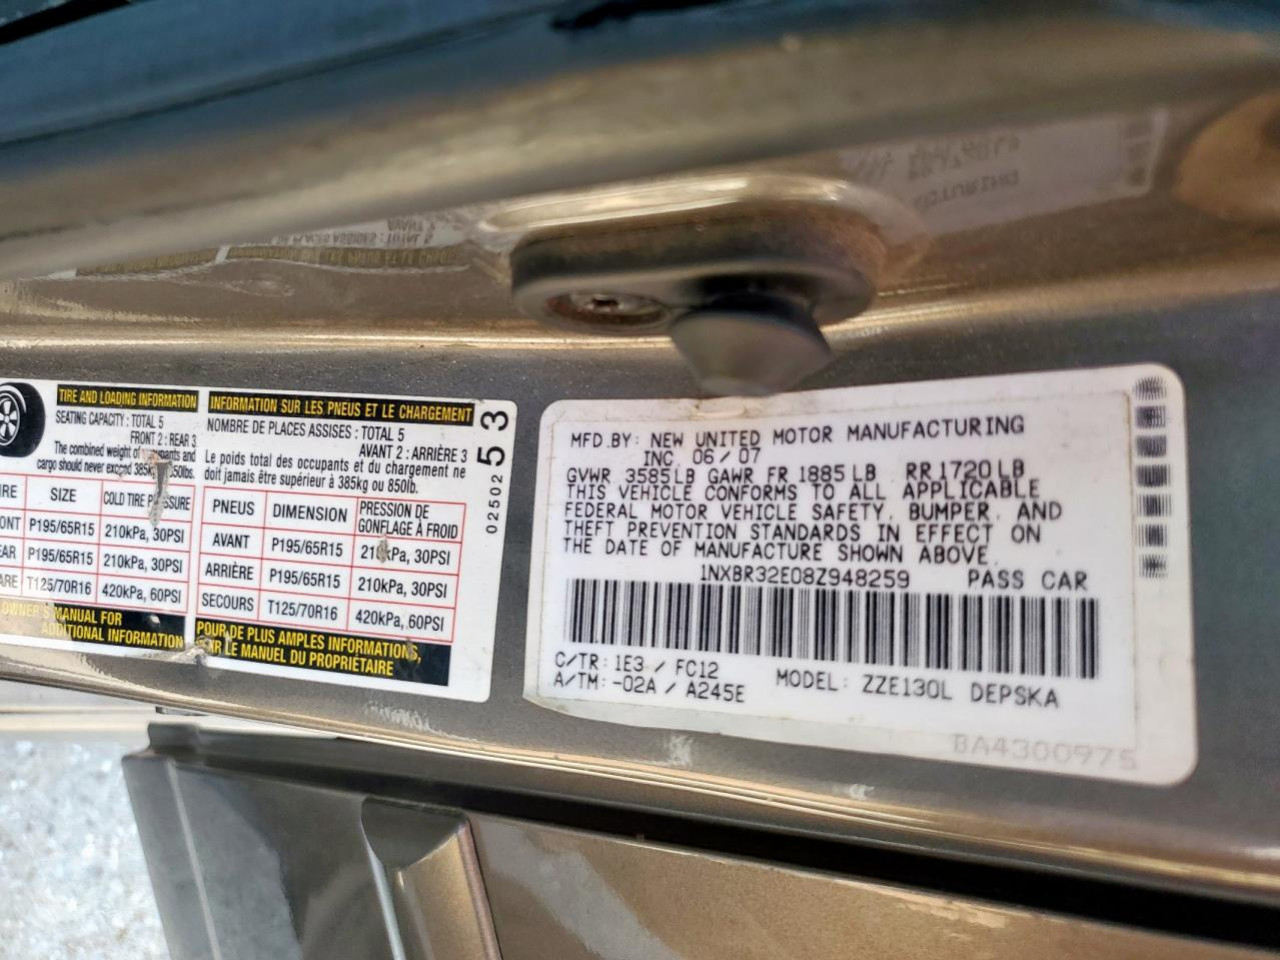 TIRE AND LOADING INFORMATION
SEATING CAPACITY : TOTAL 5
FRONT 2 : REAR 3
The combined weight of
cargo should never exceed 385kg 850lbs.
SIZE COLD TIRE PRESSURE
P195/65R15 210kPa, 30PSI
P195/65R15 210kPa, 30PSI
T125/70R16 420kPa, 60PSI
OWNER'S MANUAL FOR
ADDITIONAL INFORMATION
INFORMATION SUR LES PNEUS ET LE CHARGEMENT
NOMBRE DE PLACES ASSISES : TOTAL 5
AVANT 2 : ARRIÈRE 3
Le poids total des occupants et du chargement ne
doit jamais être supérieur à 385kg ou 850lb.
PNEUS DIMENSION PRESSION DE
GONFLAGE À FROID
AVANT P195/65R15 210kPa, 30PSI
ARRIÈRE P195/65R15 210kPa, 30PSI
SECOURS T125/70R16 420kPa, 60PSI
POUR DE PLUS AMPLES INFORMATIONS,
LE MANUEL DU PROPRIÉTAIRE
02502 553
MFD. BY: NEW UNITED MOTOR MANUFACTURING
INC 06/07
GVWR 3585LB GAWR FR 1885LB RR1720LB
THIS VEHICLE CONFORMS TO ALL APPLICABLE
FEDERAL MOTOR VEHICLE SAFETY, BUMPER, AND
THEFT PREVENTION STANDARDS IN EFFECT ON
THE DATE OF MANUFACTURE SHOWN ABOVE.
1NXBR32E08Z948259 PASS CAR
C/TR: 1E3 / FC12
A/TM: -02A / A245E
MODEL: ZZE130L DEPSKA
BA4300975